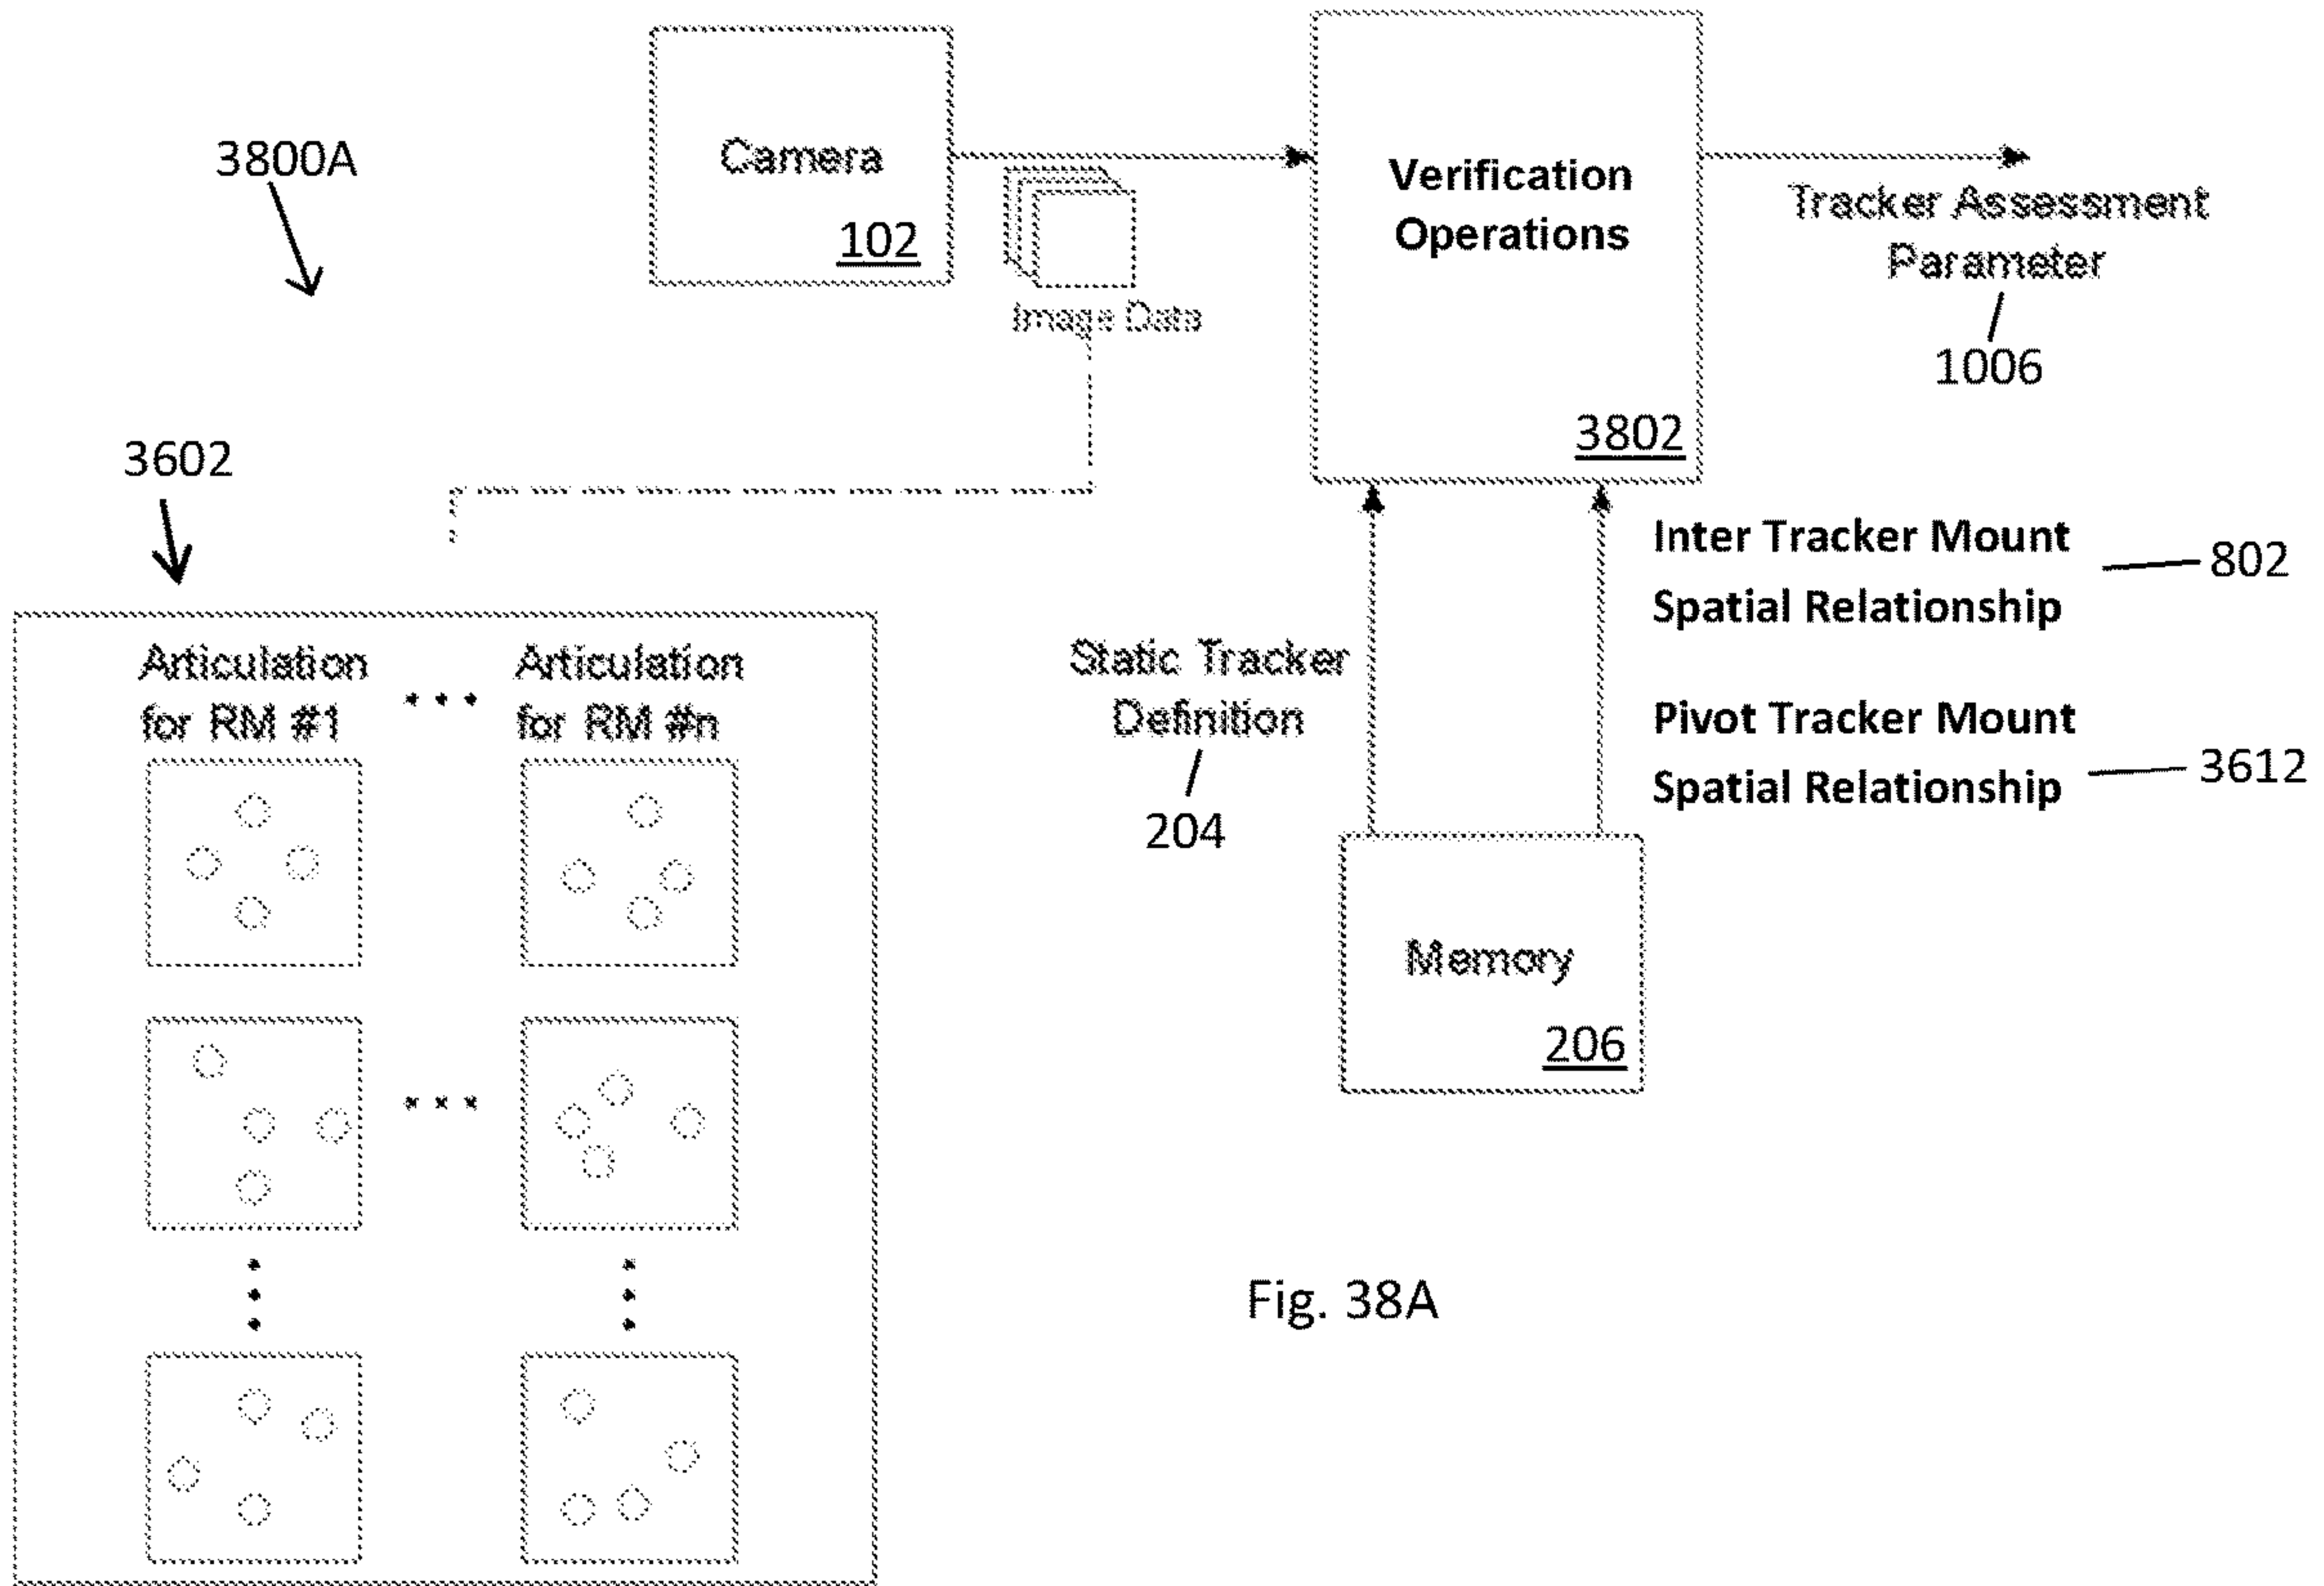 3800A
Camera
102
Image Data
Verification
Operations
3802
Tracker Assessment
Parameter
1006
3602
Articulation
for RM #1
...
Articulation
for RM #n
...
Static Tracker
Definition
204
Inter Tracker Mount
Spatial Relationship
802
Pivot Tracker Mount
Spatial Relationship
3612
Memory
206
Fig. 38A